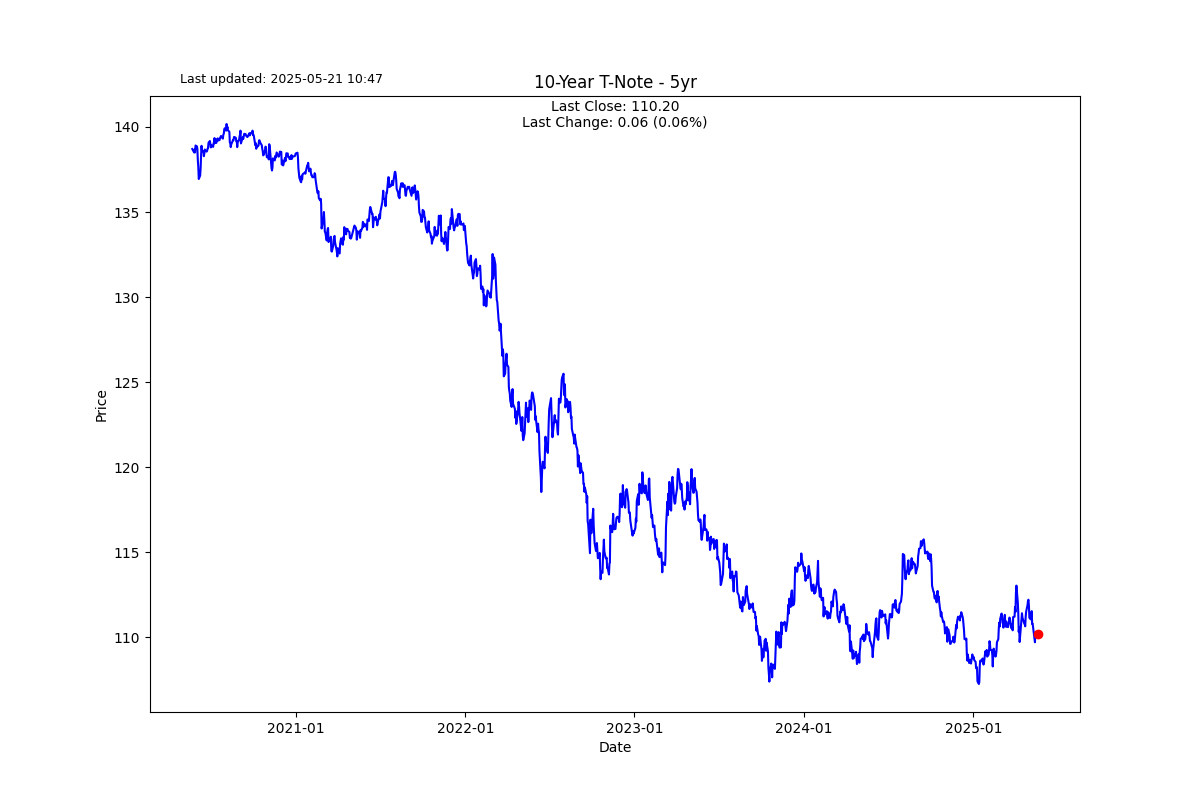 Last updated: 2025-05-21 10:47
10-Year T-Note - 5yr
Last Close: 110.20
Last Change: 0.06 (0.06%)
140
135
130
125
120
115
110
Price
2021-01
2022-01
2023-01
2024-01
2025-01
Date